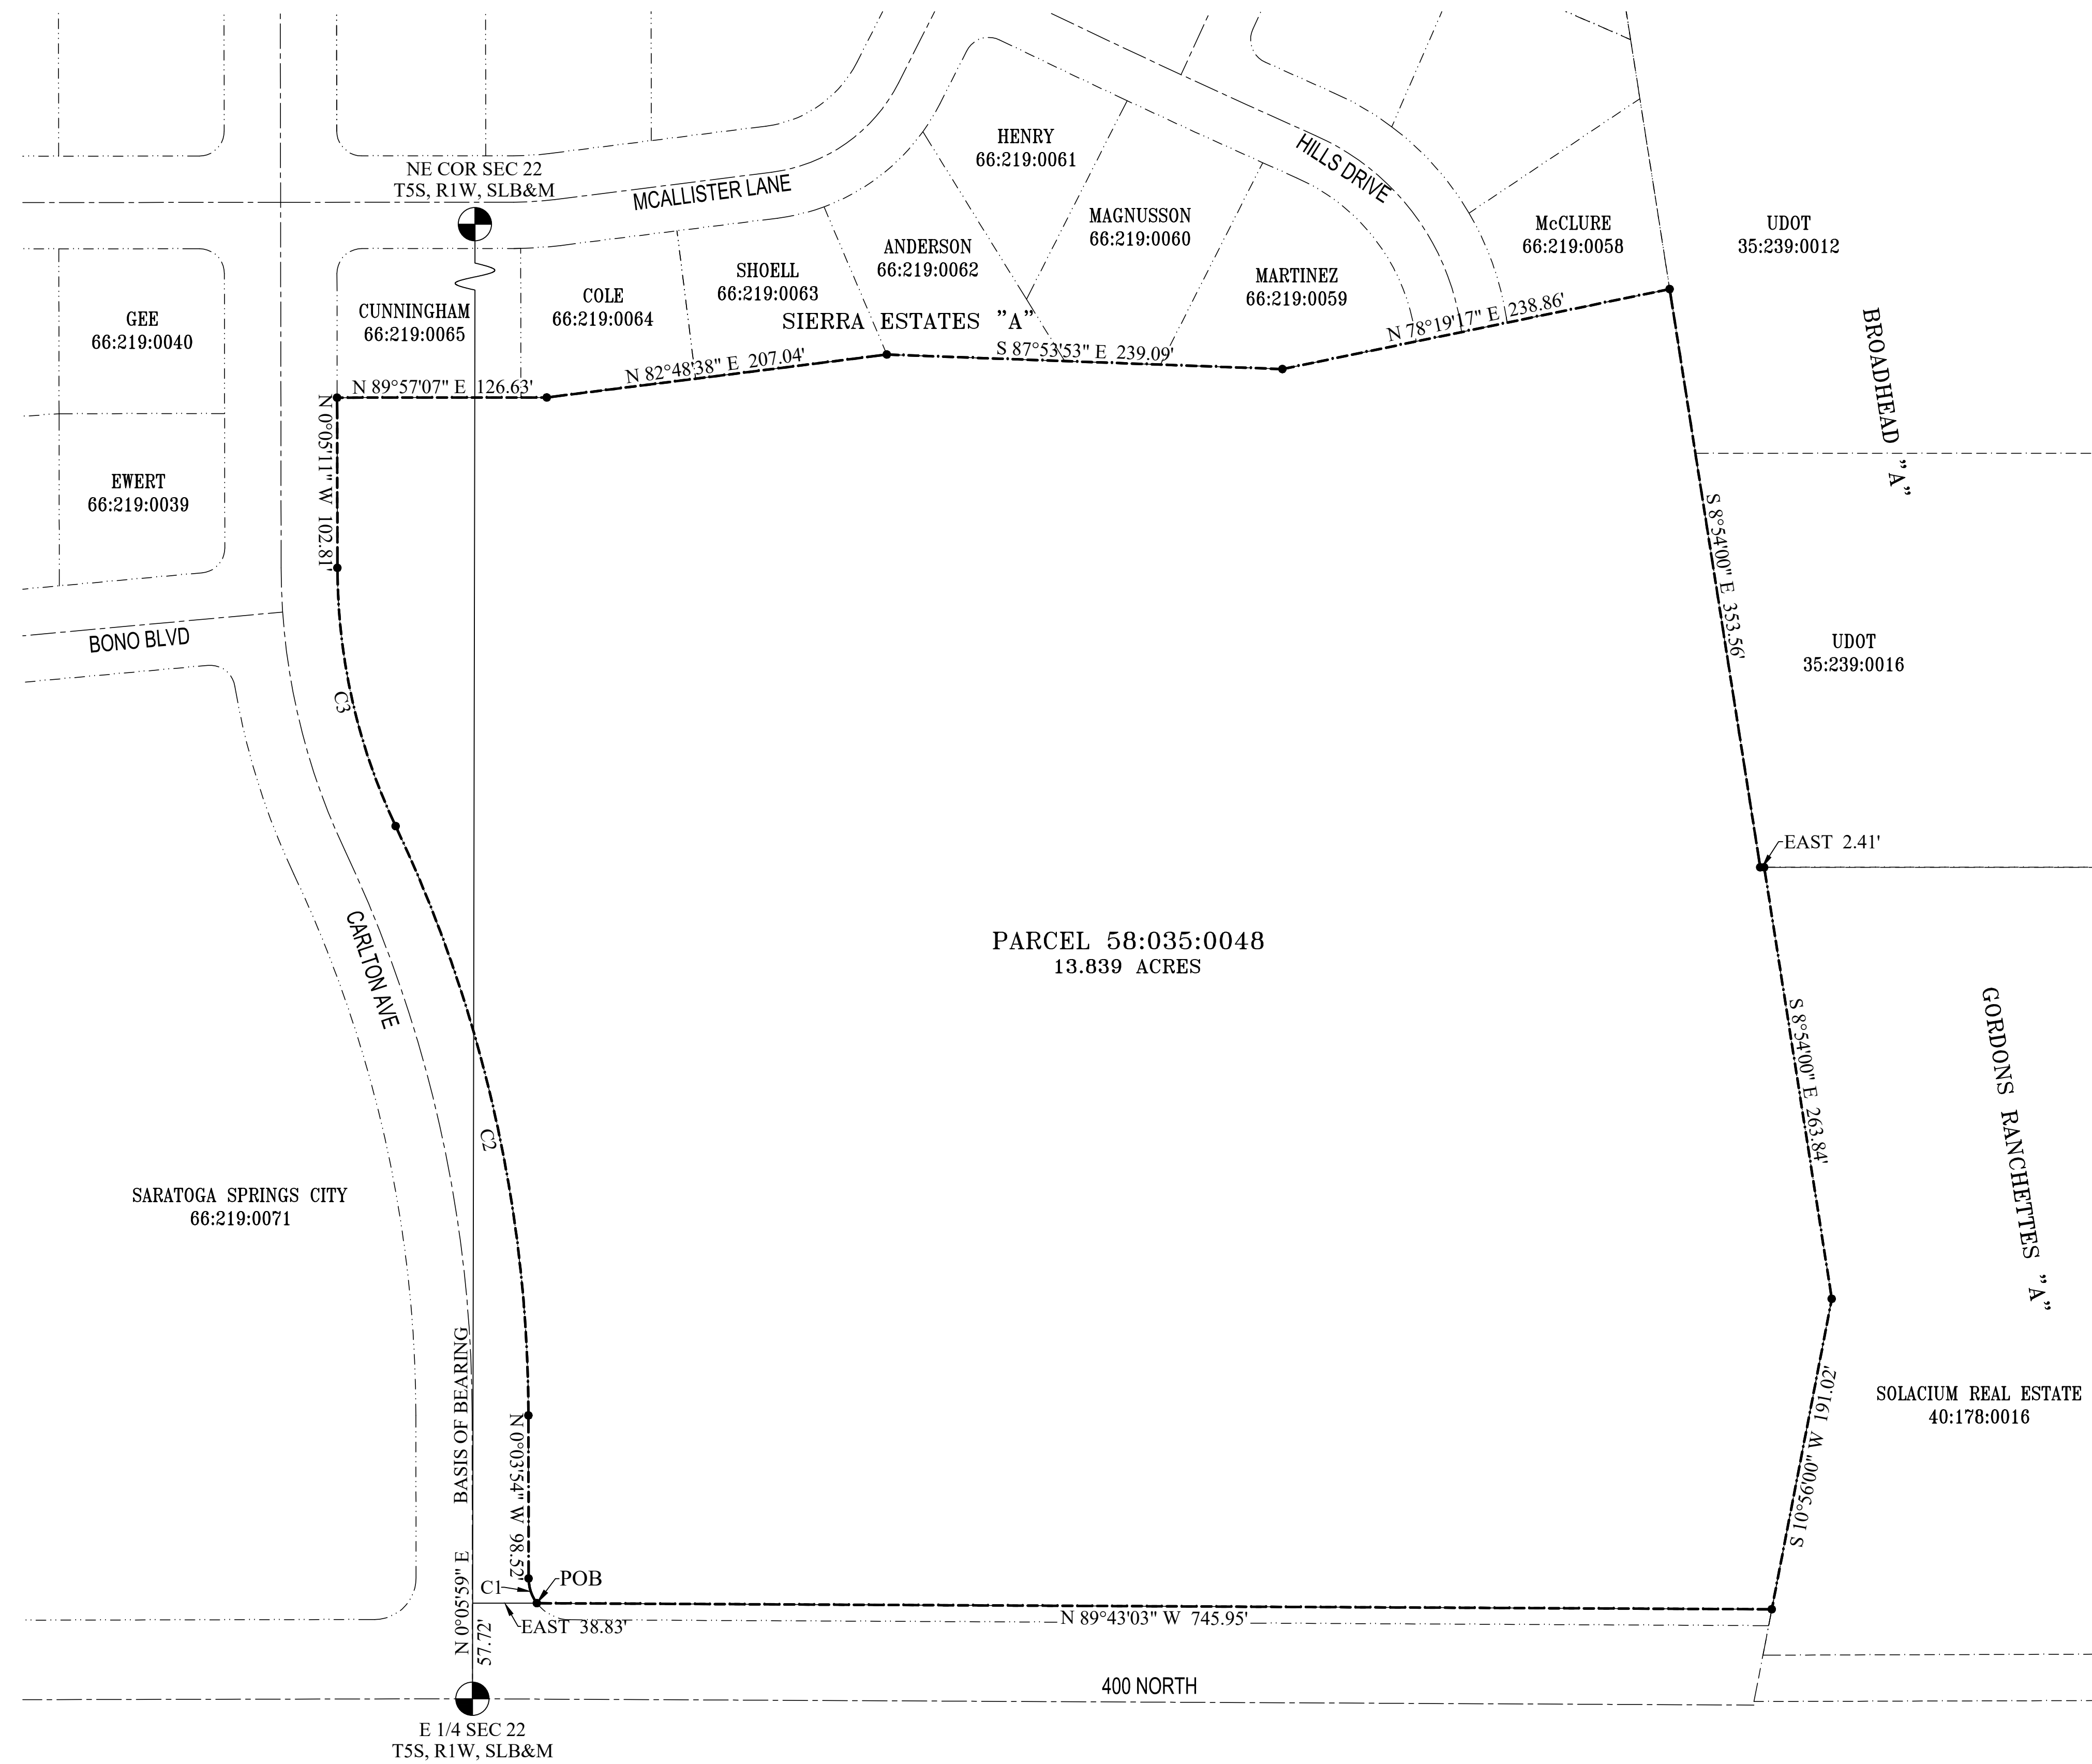 NE COR SEC 22
T5S, R1W, SLB&M
MCALLISTER LANE
HILLS DRIVE
HENRY
66:219:0061
MAGNUSSON
66:219:0060
McCLURE
66:219:0058
UDOT
35:239:0012
ANDERSON
66:219:0062
SHOELL
66:219:0063
MARTINEZ
66:219:0059
COLE
66:219:0064
CUNNINGHAM
66:219:0065
GEE
66:219:0040
SIERRA ESTATES "A"
BROADHEAD "A"
N 89°57'07" E 126.63'
N 82°48'38" E 207.04'
S 87°53'53" E 239.09'
N 78°19'17" E 238.86'
N 0°05'11" W 102.81'
EWERT
66:219:0039
S 8°54'00" E 353.56'
BONO BLVD
UDOT
35:239:0016
C3
EAST 2.41'
CARLTON AVE
PARCEL 58:035:0048
13.839 ACRES
S 8°54'00" E 263.84'
GORDONS RANCHETTES "A"
C2
SARATOGA SPRINGS CITY
66:219:0071
BASIS OF BEARING
N 0°05'59" E
57.72'
N 0°03'54" W 98.52'
S 10°56'00" W 191.02'
SOLACIUM REAL ESTATE
40:178:0016
C1
POB
EAST 38.83'
N 89°43'03" W 745.95'
400 NORTH
E 1/4 SEC 22
T5S, R1W, SLB&M